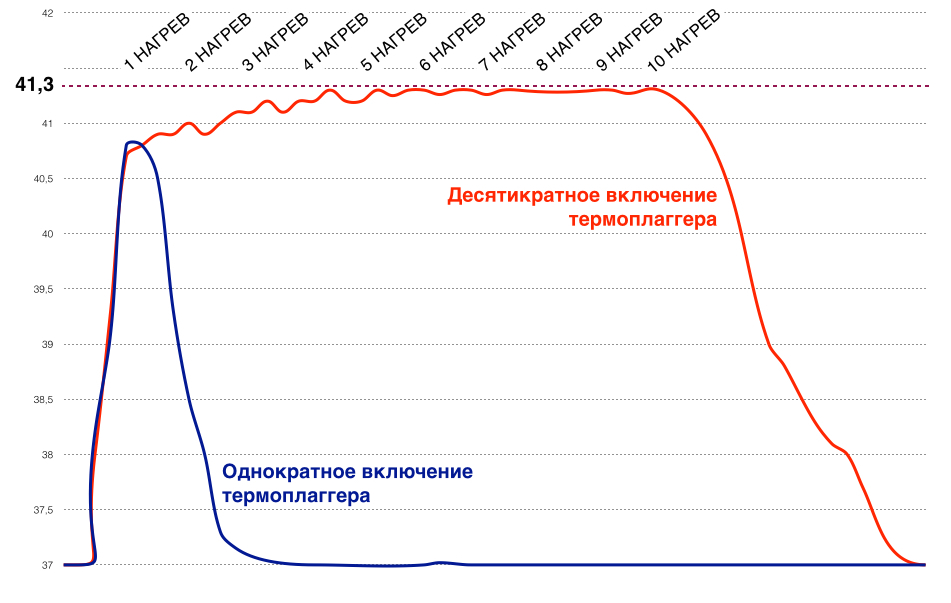 42
1 НАГРЕВ
2 НАГРЕВ
3 НАГРЕВ
4 НАГРЕВ
5 НАГРЕВ
6 НАГРЕВ
7 НАГРЕВ
8 НАГРЕВ
9 НАГРЕВ
10 НАГРЕВ
41,3
41
40,5
Десятикратное включение
термоплаггера
40
39,5
39
38,5
38
Однократное включение
термоплаггера
37,5
37